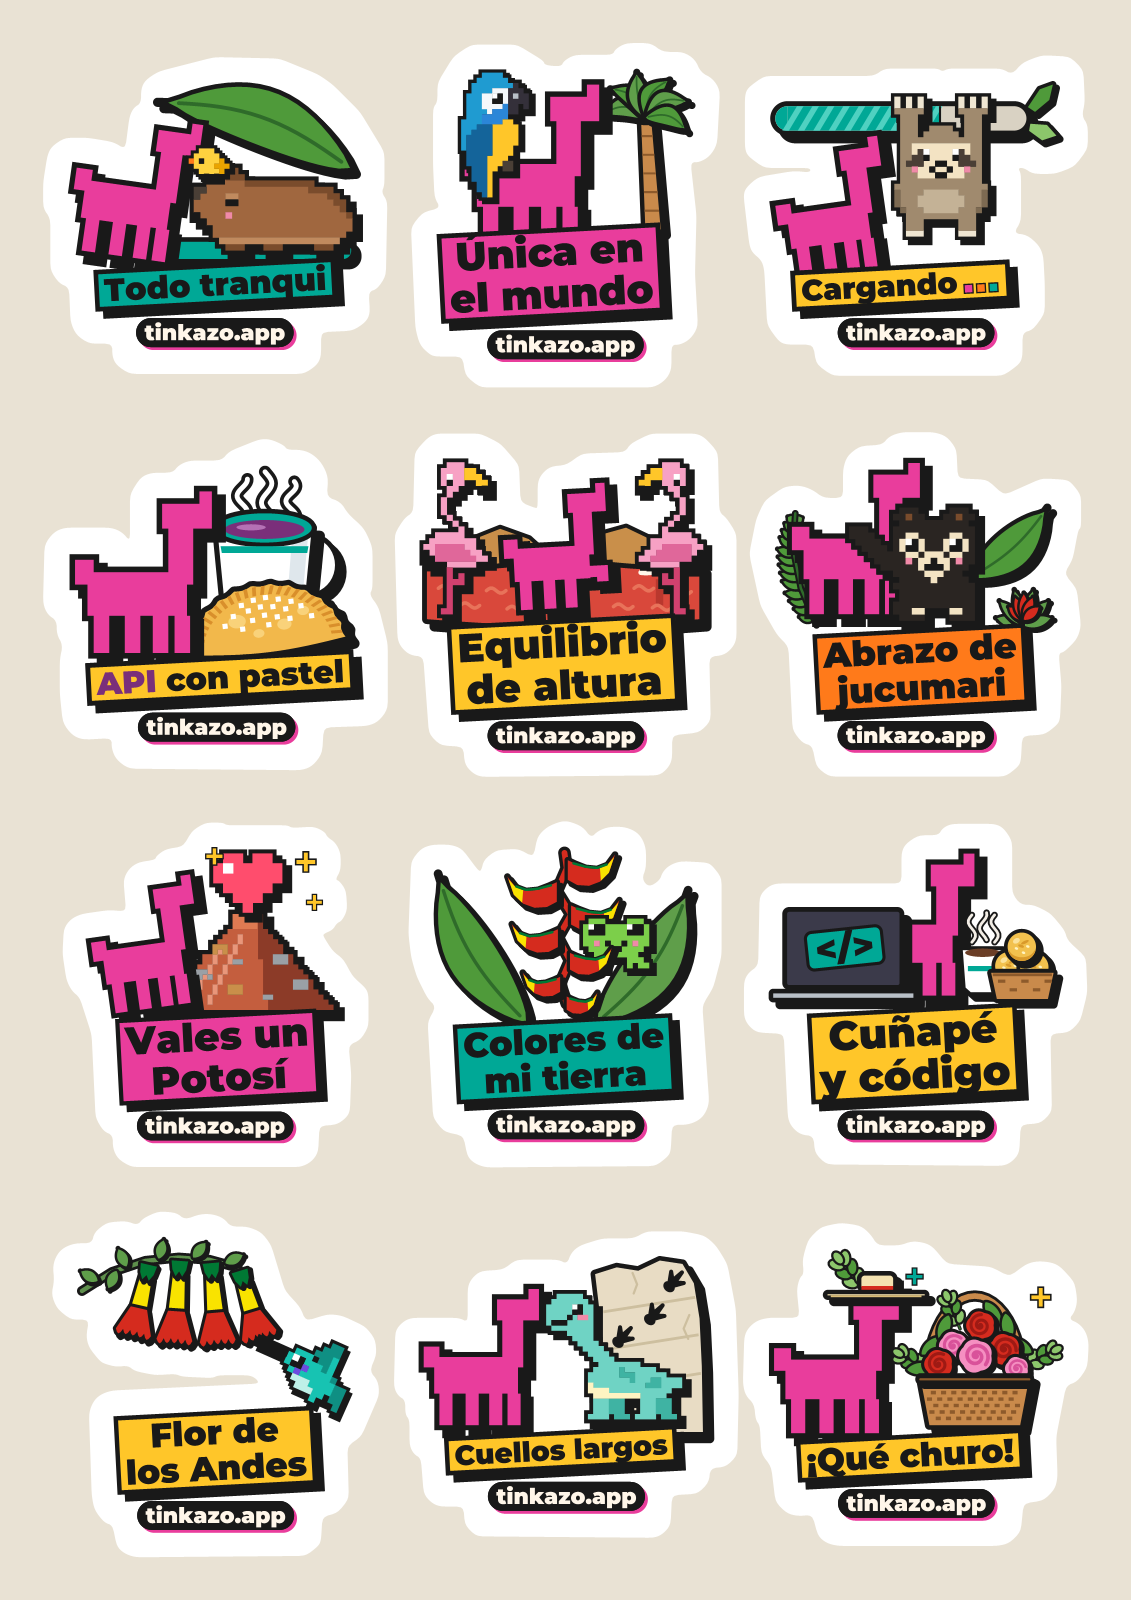 Todo tranqui
tinkazo.app
Única en
el mundo
tinkazo.app
Cargando...
tinkazo.app
API con pastel
tinkazo.app
Equilibrio
de altura
tinkazo.app
Abrazo de
jucumari
tinkazo.app
Vales un
Potosí
tinkazo.app
Colores de
mi tierra
tinkazo.app
</>
Cuñapé
y código
tinkazo.app
Flor de
los Andes
tinkazo.app
Cuellos largos
tinkazo.app
¡Qué churo!
tinkazo.app